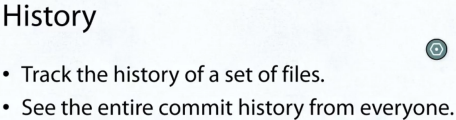 History
• Track the history of a set of files.
• See the entire commit history from everyone.